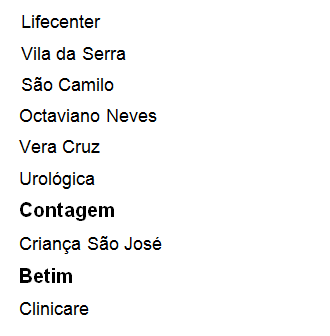 Lifecenter
Vila da Serra
São Camilo
Octaviano Neves
Vera Cruz
Urológica
Contagem
Criança São José
Betim
Clinicare